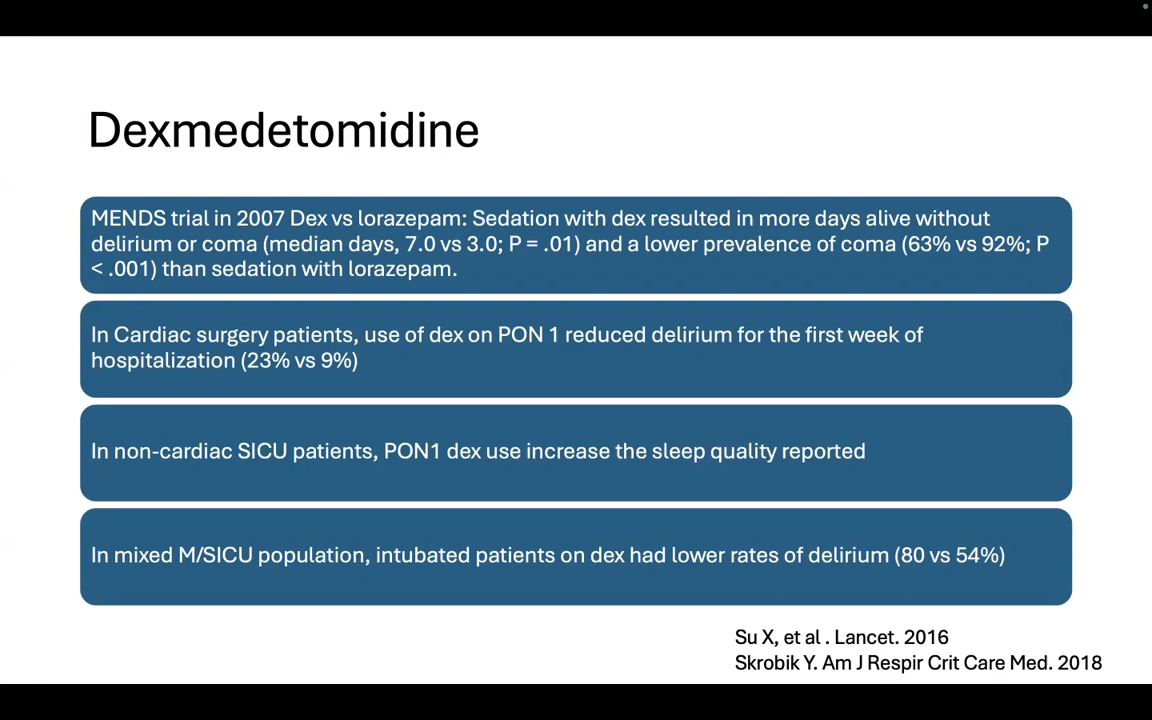 Dexmedetomidine
MENDS trial in 2007 Dex vs lorazepam: Sedation with dex resulted in more days alive without
delirium or coma (median days, 7.0 vs 3.0; P = .01) and a lower prevalence of coma (63% vs 92%; P
< .001) than sedation with lorazepam.
In Cardiac surgery patients, use of dex on PON 1 reduced delirium for the first week of
hospitalization (23% vs 9%)
In non-cardiac SICU patients, PON1 dex use increase the sleep quality reported
In mixed M/SICU population, intubated patients on dex had lower rates of delirium (80 vs 54%)
Su X, et al . Lancet. 2016
Skrobik Y. Am J Respir Crit Care Med. 2018